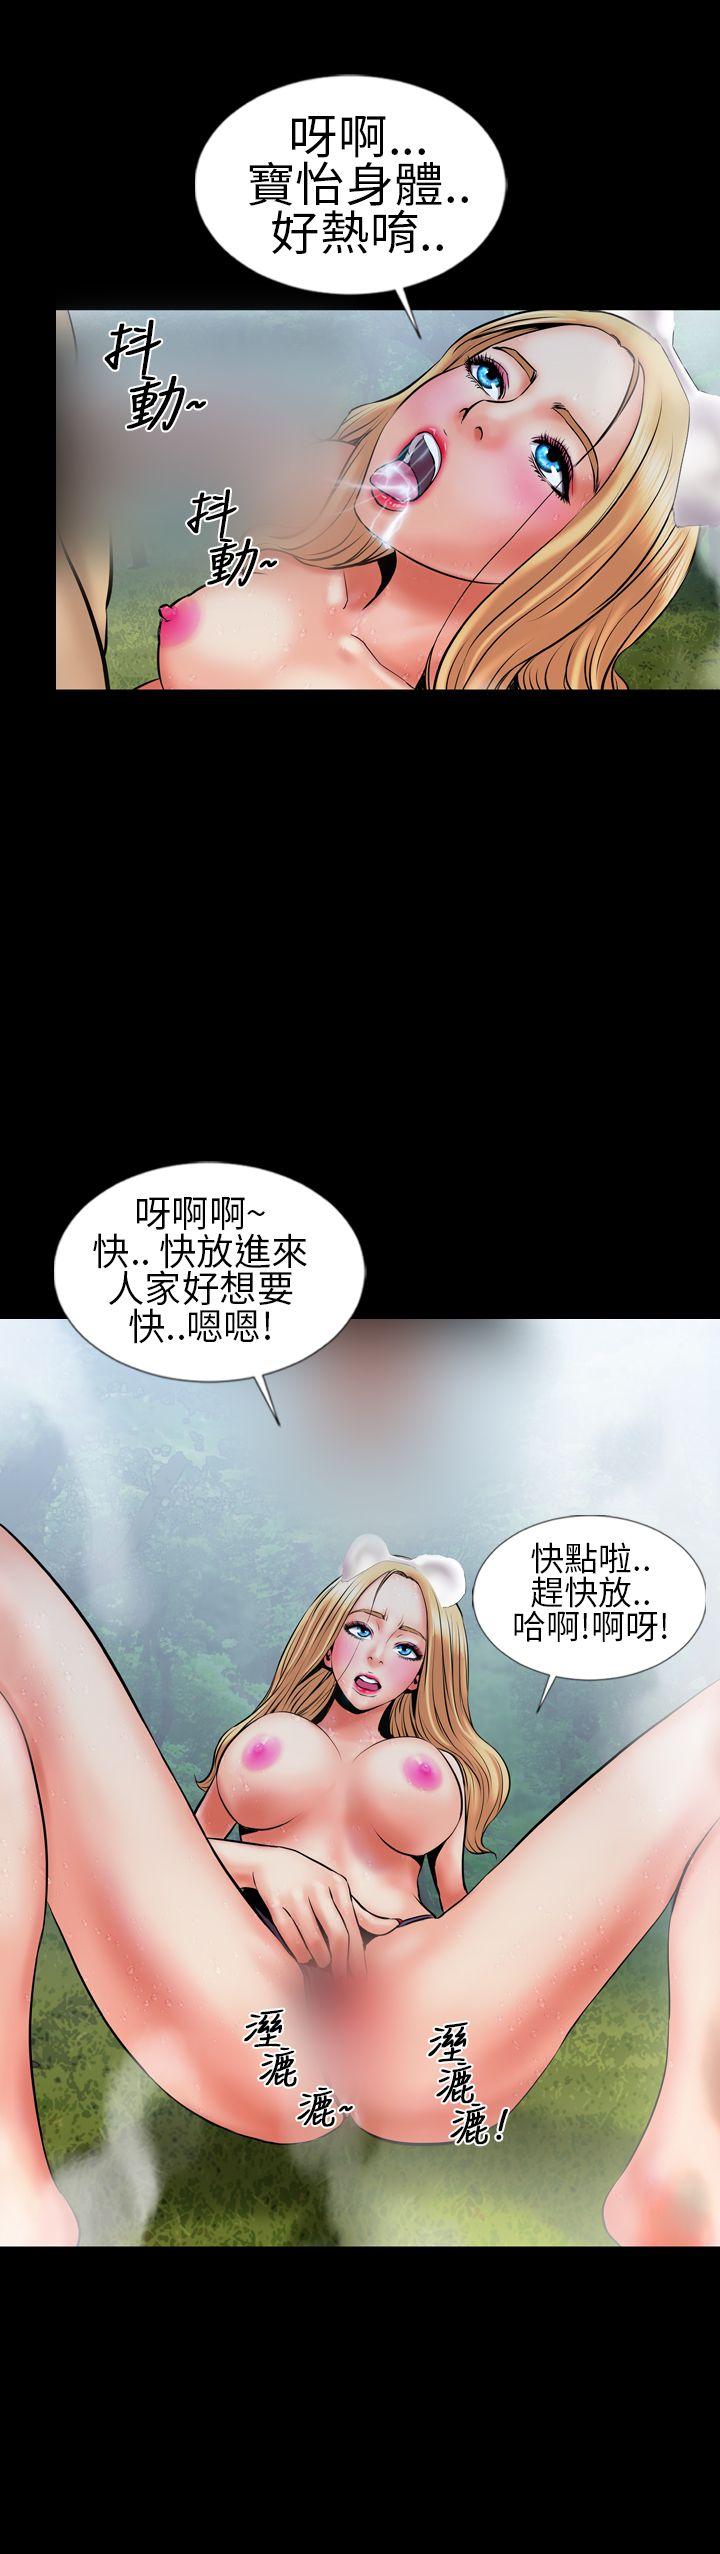 呀啊...
寶怡身體..
好熱唷..
抖
動~
抖
動~
呀啊啊~
快.. 快放進來
人家好想要
快..嗯嗯!
快點啦..
趕快放..
哈啊!啊呀!
溼
漉
漉~
溼
漉
漉!